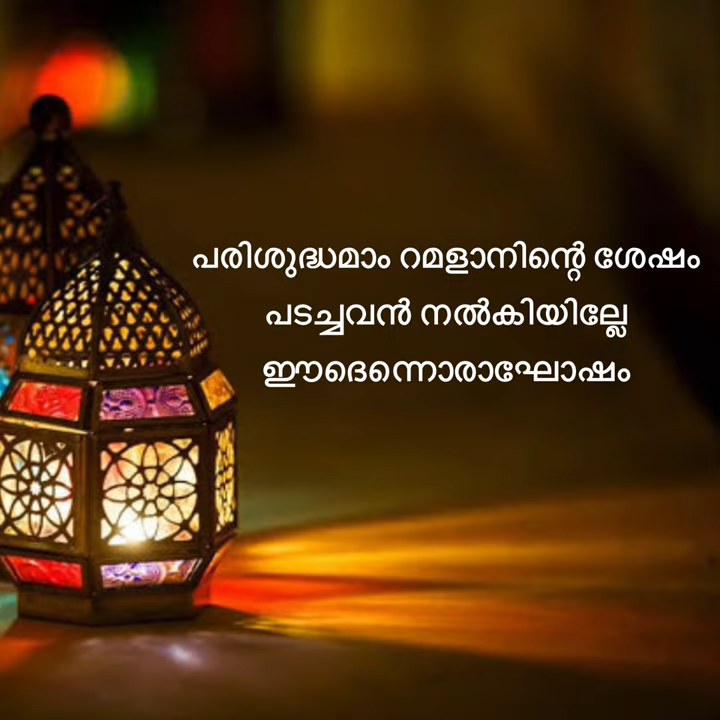 പരിശുദ്ധമാം റമളാനിന്റെ ശേഷം
പടച്ചവൻ നൽകിയില്ലേ
ഈദെന്നൊരാഘോഷം